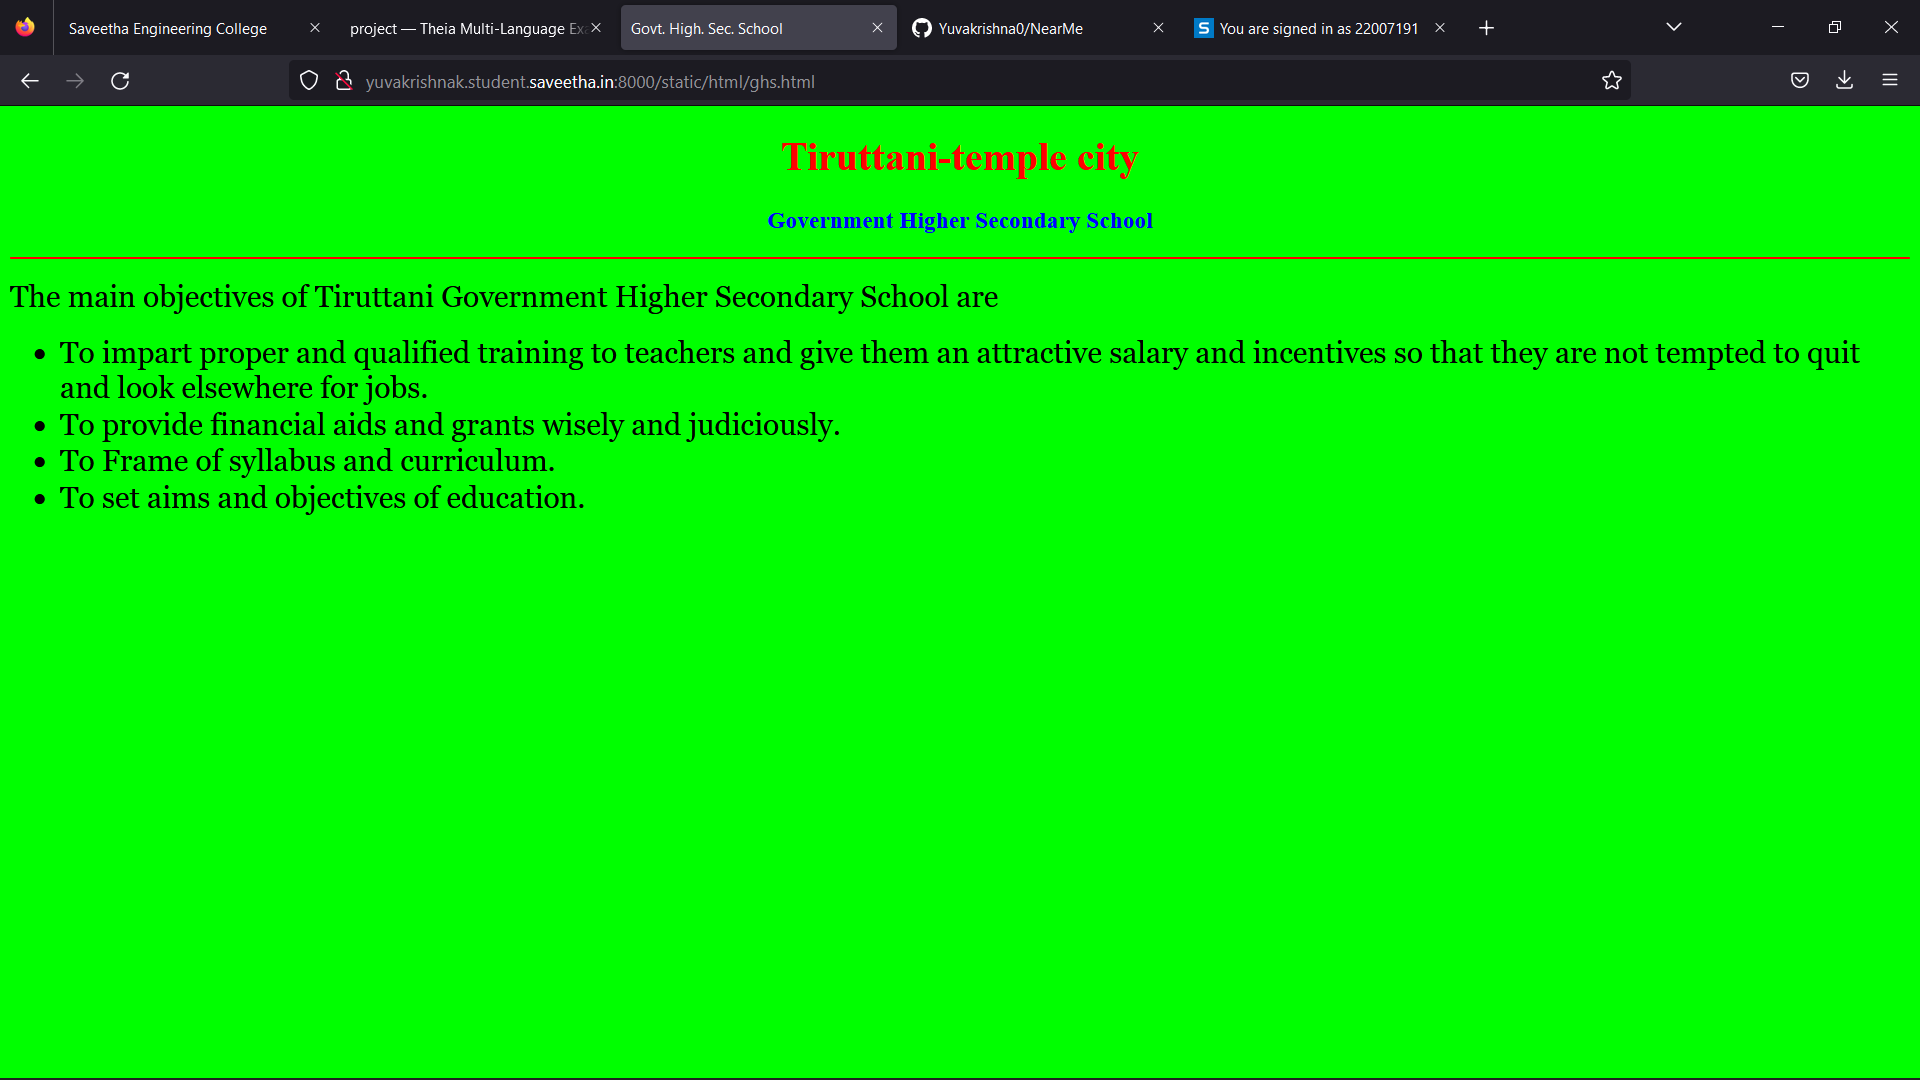 Saveetha Engineering College
project — Theia Multi-Language Exa
Govt. High. Sec. School
Yuvakrishna0/NearMe
S You are signed in as 22007191
yuvakrishnak.student.saveetha.in:8000/static/html/ghs.html
Tiruttani-temple city
Government Higher Secondary School
The main objectives of Tiruttani Government Higher Secondary School are
• To impart proper and qualified training to teachers and give them an attractive salary and incentives so that they are not tempted to quit
and look elsewhere for jobs.
• To provide financial aids and grants wisely and judiciously.
• To Frame of syllabus and curriculum.
• To set aims and objectives of education.